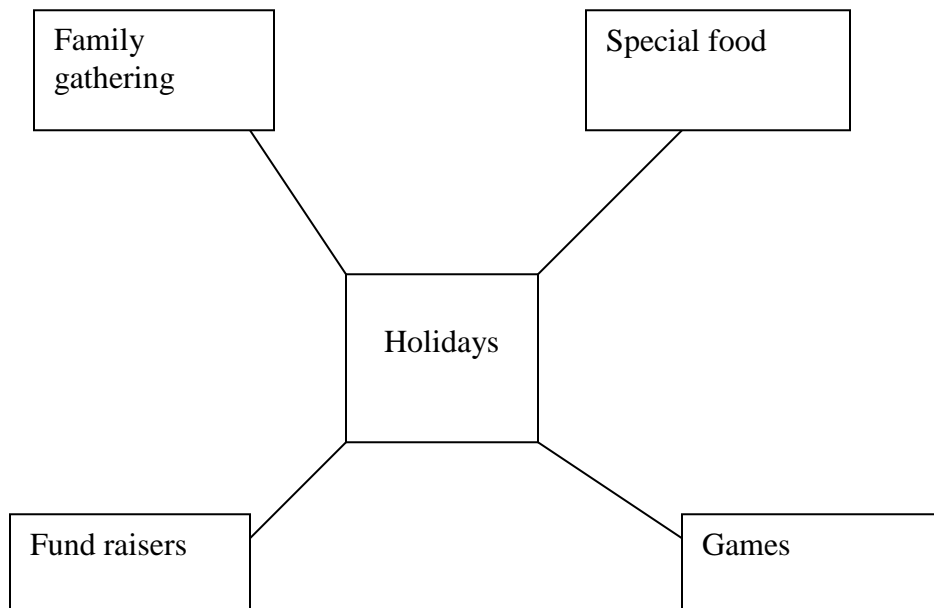 Family
gathering
Special food
Holidays
Fund raisers
Games